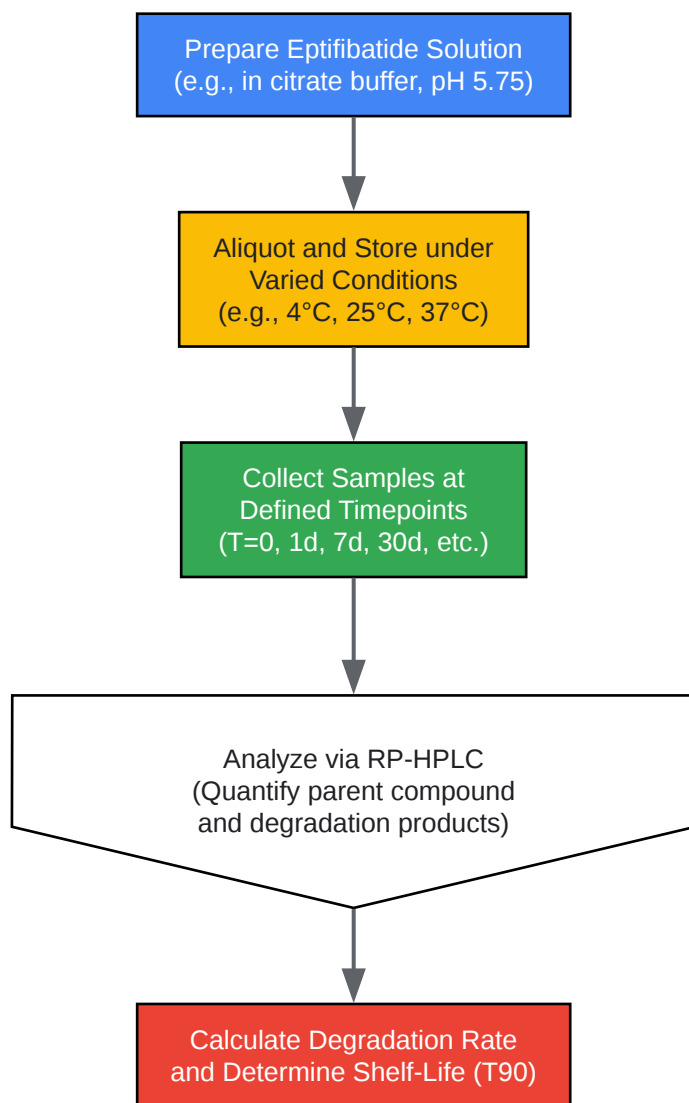 Prepare Eptifibatide Solution
(e.g., in citrate buffer, pH 5.75)
Aliquot and Store under
Varied Conditions
(e.g., 4°C, 25°C, 37°C)
Collect Samples at
Defined Timepoints
(T=0, 1d, 7d, 30d, etc.)
Analyze via RP-HPLC
(Quantify parent compound
and degradation products)
Calculate Degradation Rate
and Determine Shelf-Life (T90)